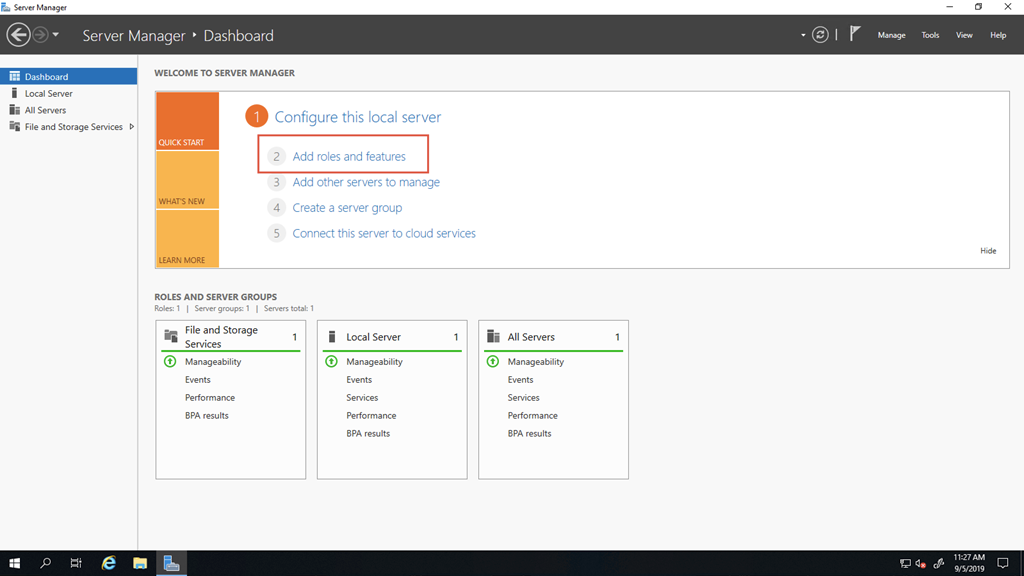 Server Manager
Server Manager • Dashboard
Manage Tools View Help
Dashboard
Local Server
All Servers
File and Storage Services
WELCOME TO SERVER MANAGER
QUICK START
WHAT'S NEW
LEARN MORE
1 Configure this local server
2 Add roles and features
3 Add other servers to manage
4 Create a server group
5 Connect this server to cloud services
Hide
ROLES AND SERVER GROUPS
Roles: 1 | Server groups: 1 | Servers total: 1
File and Storage
Services 1
Manageability
Events
Performance
BPA results
Local Server 1
Manageability
Events
Services
Performance
BPA results
All Servers 1
Manageability
Events
Services
Performance
BPA results
11:27 AM
9/5/2019